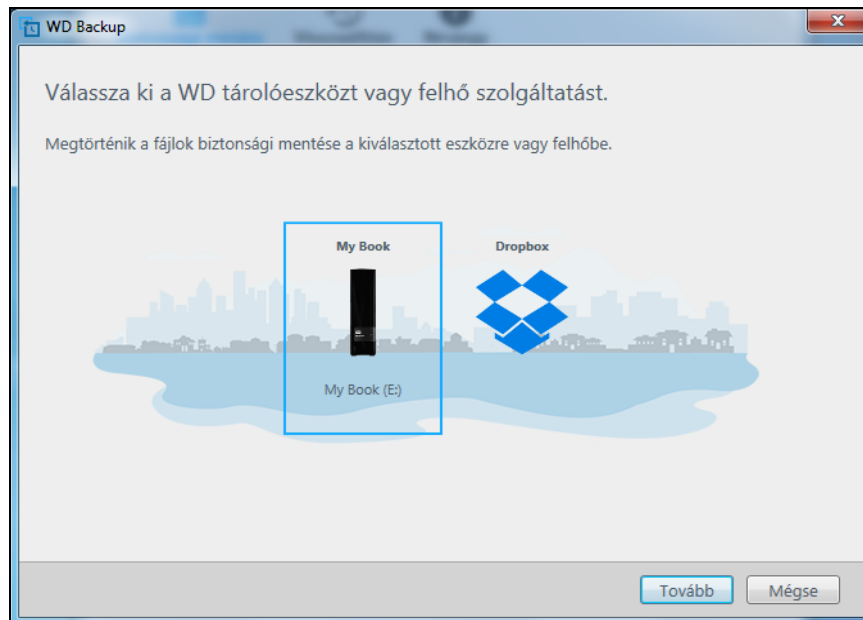 WD Backup
Válassza ki a WD tárolóeszközt vagy felhő szolgáltatást.
Megtörténik a fájlok biztonsági mentése a kiválasztott eszközre vagy felhőbe.
My Book
Dropbox
My Book (E:)
Tovább
Mégse